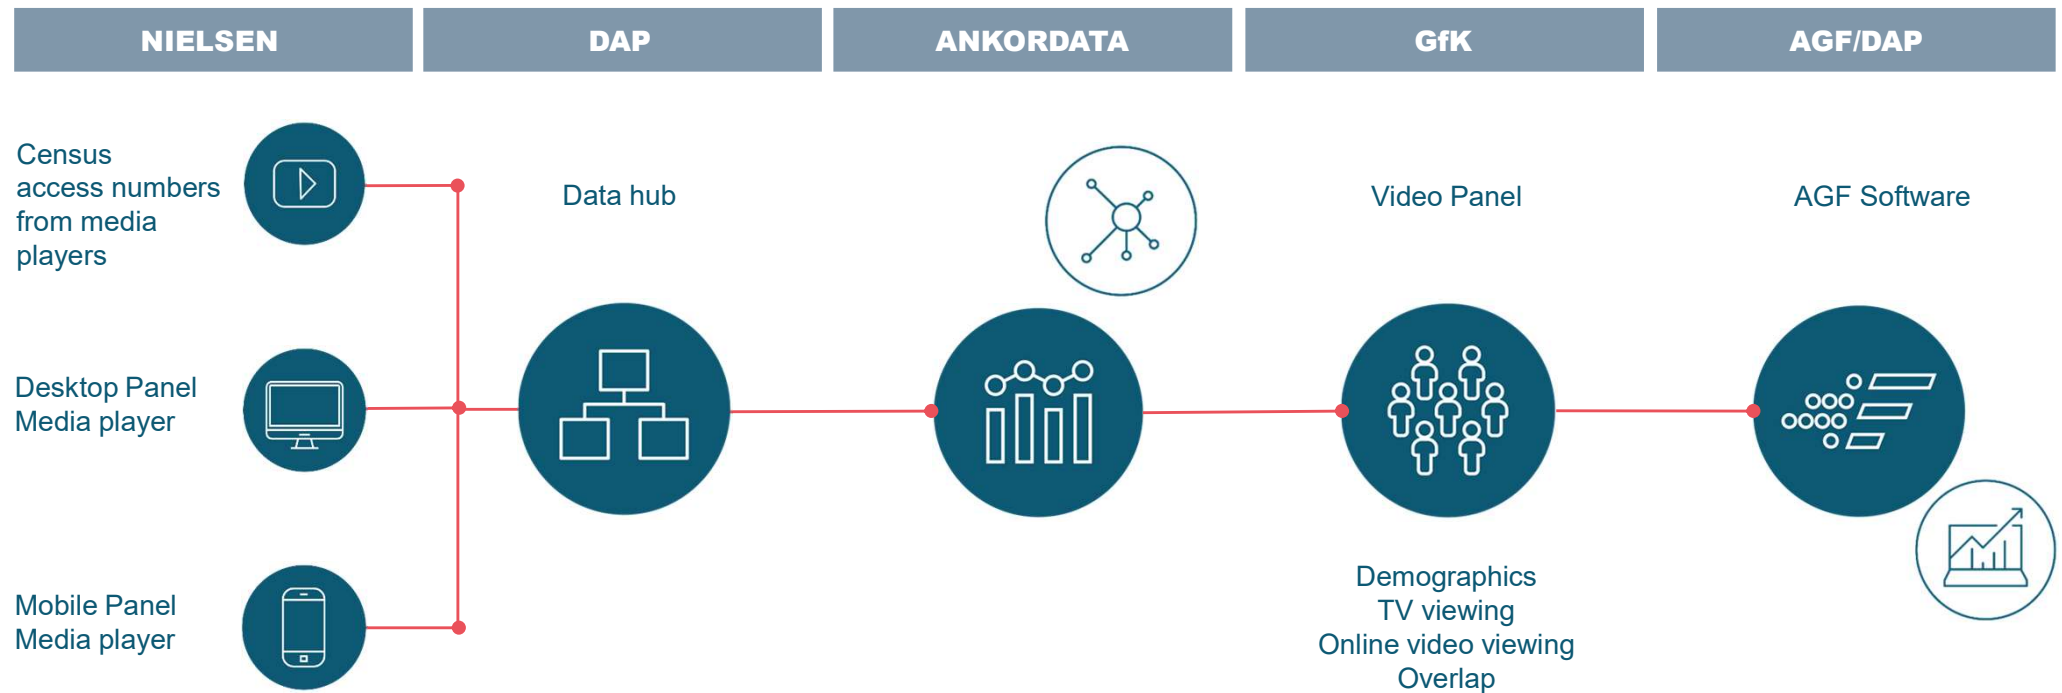 NIELSEN
DAP
ANKORDATA
GfK
AGF/DAP
Census
access numbers
from media
players
Data hub
Video Panel
AGF Software
Desktop Panel
Media player
Mobile Panel
Media player
Demographics
TV viewing
Online video viewing
Overlap